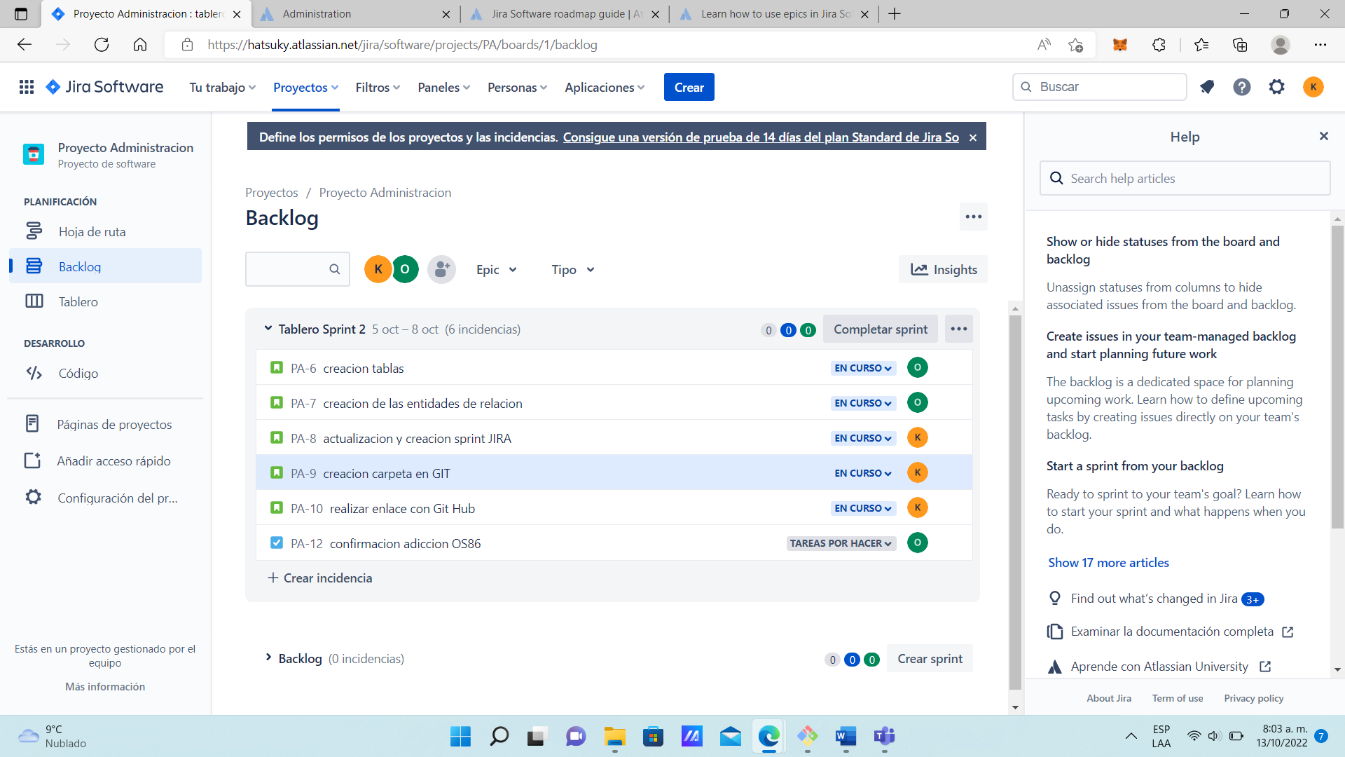 Proyecto Administracion : tabler
Administration
Jira Software roadmap guide | A
Learn how to use epics in Jira So
https://hatsuky.atlassian.net/jira/software/projects/PA/boards/1/backlog
Jira Software
Tu trabajo
Proyectos
Filtros
Paneles
Personas
Aplicaciones
Crear
Buscar
K
Proyecto Administracion
Proyecto de software
PLANIFICACIÓN
Hoja de ruta
Backlog
Tablero
DESARROLLO
Código
Páginas de proyectos
Añadir acceso rápido
Configuración del pr...
Estás en un proyecto gestionado por el
equipo
Más información
Define los permisos de los proyectos y las incidencias. Consigue una versión de prueba de 14 días del plan Standard de Jira So
Proyectos / Proyecto Administracion
Backlog
K O
Epic
Tipo
Insights
Tablero Sprint 2 5 oct – 8 oct (6 incidencias)
0 0 0
Completar sprint
PA-6 creacion tablas EN CURSO O
PA-7 creacion de las entidades de relacion EN CURSO O
PA-8 actualizacion y creacion sprint JIRA EN CURSO K
PA-9 creacion carpeta en GIT EN CURSO K
PA-10 realizar enlace con Git Hub EN CURSO K
PA-12 confirmacion adiccion OS86 TAREAS POR HACER O
+ Crear incidencia
Backlog (0 incidencias)
0 0 0
Crear sprint
Help
Search help articles
Show or hide statuses from the board and
backlog
Unassign statuses from columns to hide
associated issues from the board and backlog.
Create issues in your team-managed backlog
and start planning future work
The backlog is a dedicated space for planning
upcoming work. Learn how to define upcoming
tasks by creating issues directly on your team's
backlog.
Start a sprint from your backlog
Ready to sprint to your team's goal? Learn how
to start your sprint and what happens when you
do.
Show 17 more articles
Find out what's changed in Jira 3+
Examinar la documentación completa
Aprende con Atlassian University
About Jira
Term of use
Privacy policy
9°C
Nublado
ESP
LAA
8:03 a. m.
13/10/2022
7